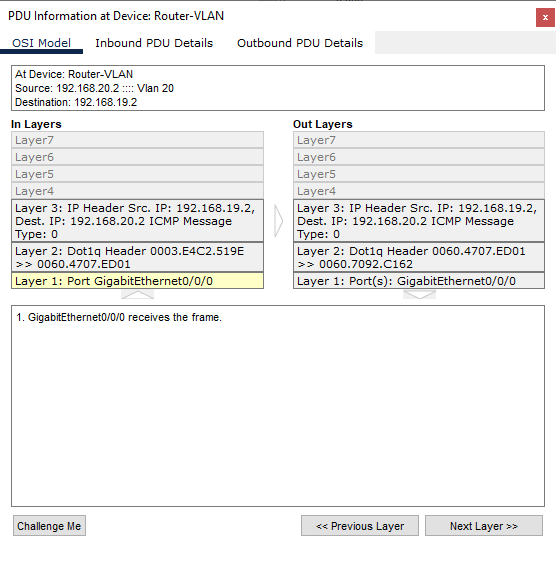 PDU Information at Device: Router-VLAN
x
OSI Model
Inbound PDU Details
Outbound PDU Details
At Device: Router-VLAN
Source: 192.168.20.2 :::: Vlan 20
Destination: 192.168.19.2
In Layers
Layer7
Layer6
Layer5
Layer4
Layer 3: IP Header Src. IP: 192.168.19.2,
Dest. IP: 192.168.20.2 ICMP Message
Type: 0
Layer 2: Dot1q Header 0003.E4C2.519E
>> 0060.4707.ED01
Layer 1: Port GigabitEthernet0/0/0
Out Layers
Layer7
Layer6
Layer5
Layer4
Layer 3: IP Header Src. IP: 192.168.19.2,
Dest. IP: 192.168.20.2 ICMP Message
Type: 0
Layer 2: Dot1q Header 0060.4707.ED01
>> 0060.7092.C162
Layer 1: Port(s): GigabitEthernet0/0/0
1. GigabitEthernet0/0/0 receives the frame.
Challenge Me
<< Previous Layer
Next Layer >>